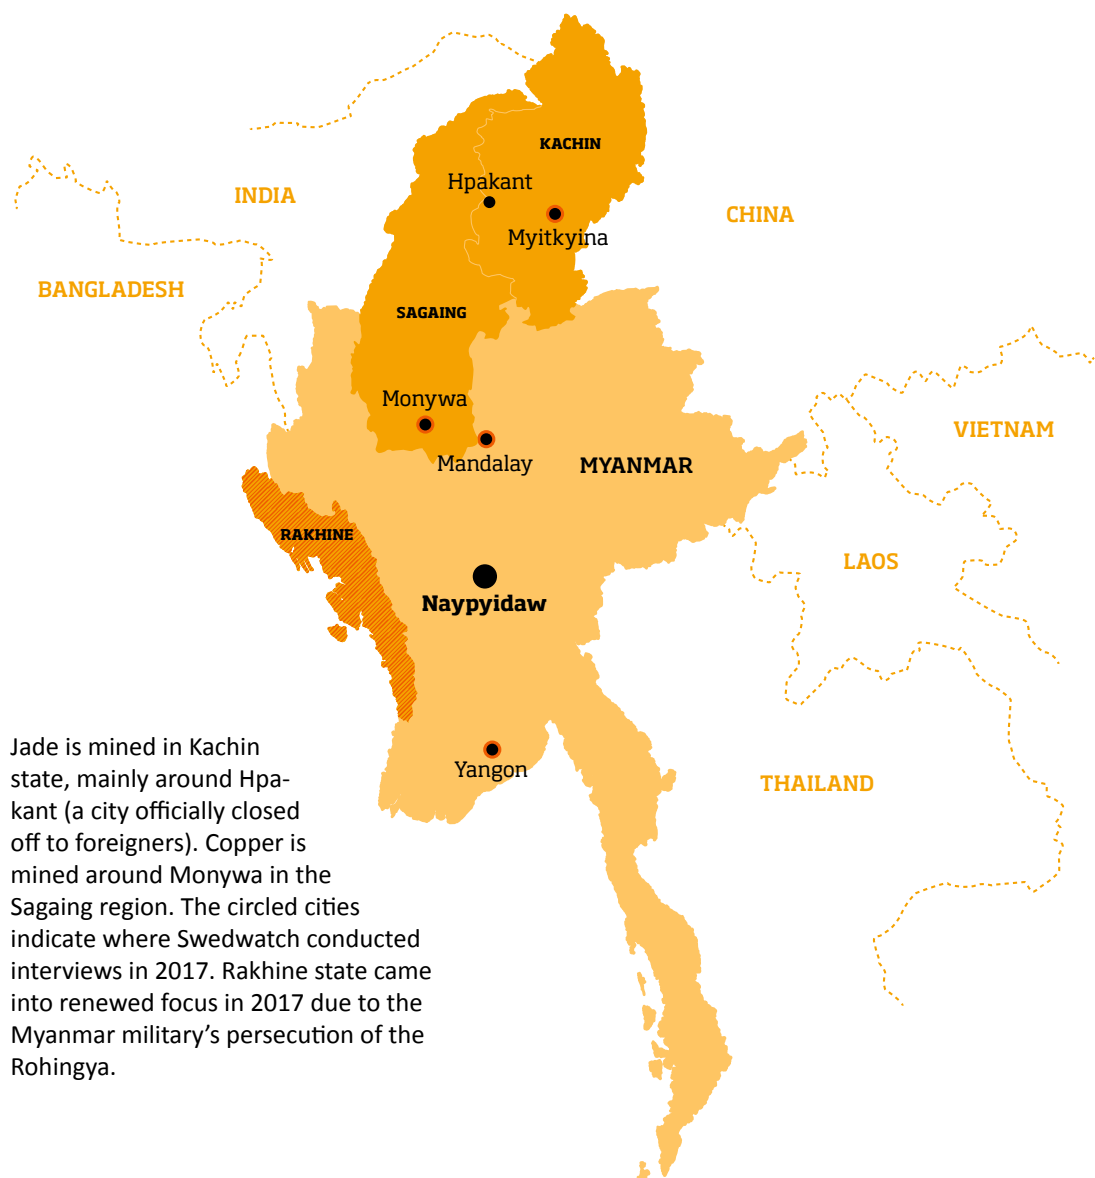 KACHIN
Hpakant
INDIA
CHINA
Myitkyina
BANGLADESH
SAGAING
Monywa
VIETNAM
Mandalay
MYANMAR
RAKHINE
LAOS
Naypyidaw
Yangon
THAILAND
Jade is mined in Kachin
state, mainly around Hpa-
kant (a city officially closed
off to foreigners). Copper is
mined around Monywa in the
Sagaing region. The circled cities
indicate where Swedwatch conducted
interviews in 2017. Rakhine state came
into renewed focus in 2017 due to the
Myanmar military’s persecution of the
Rohingya.